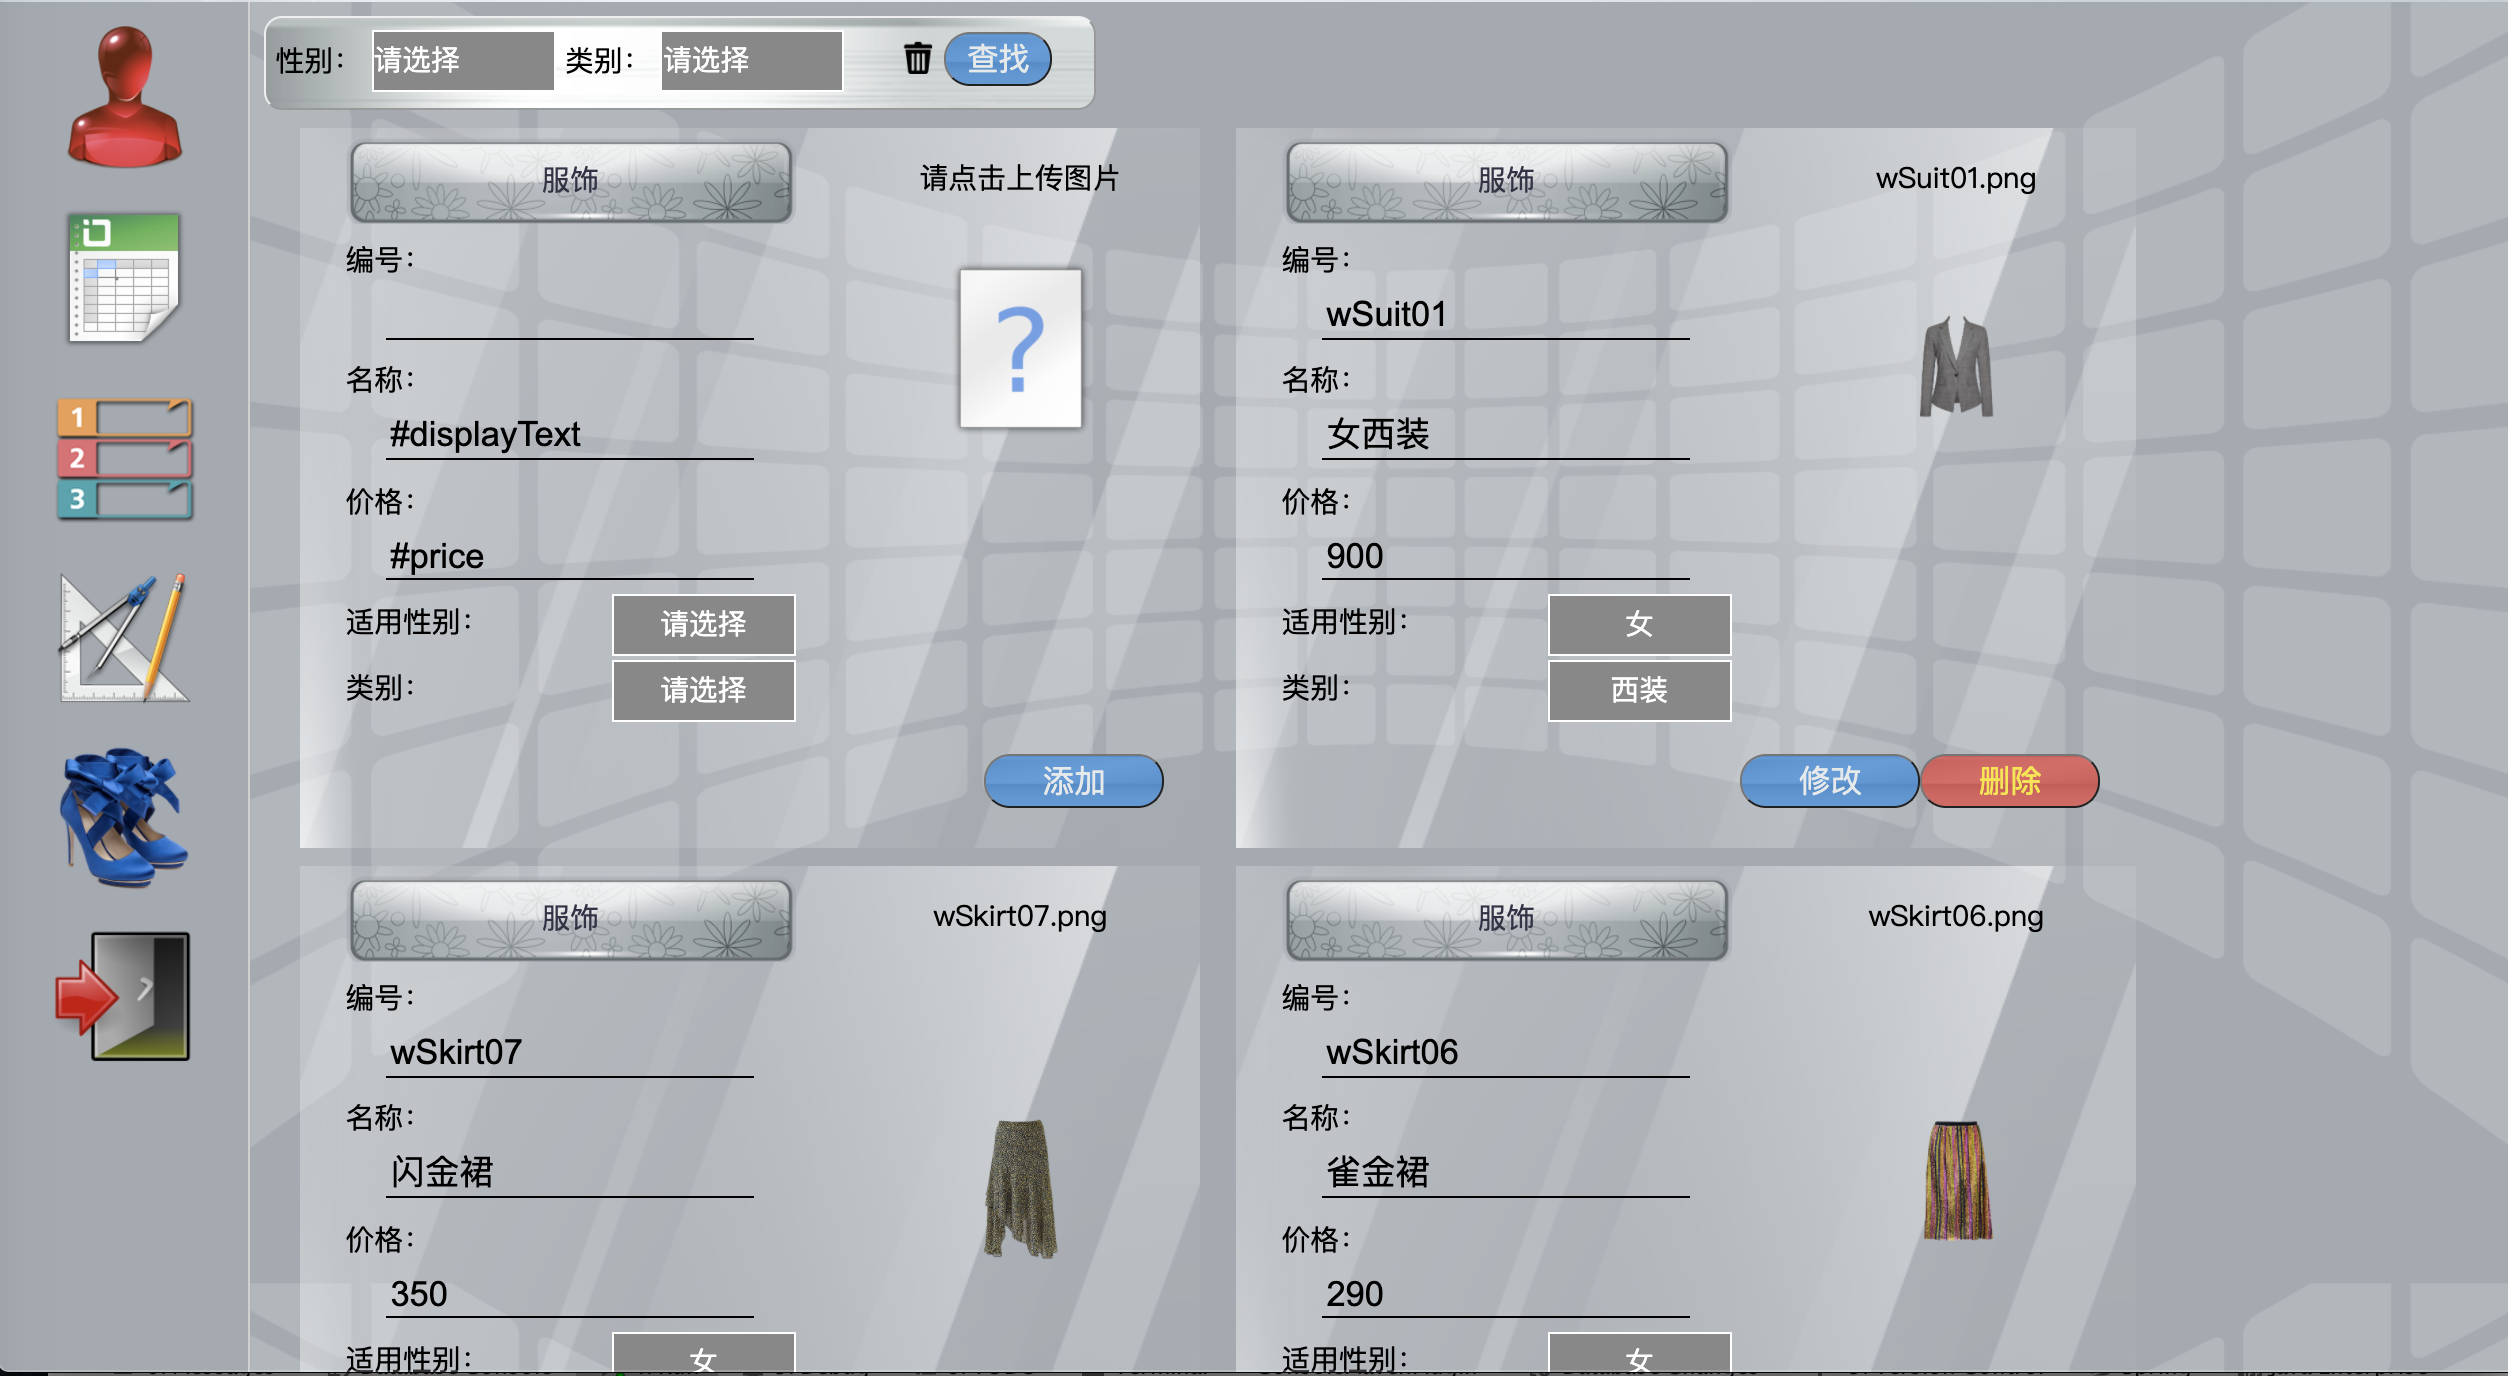 性别： 请选择 类别： 请选择 查找
服饰 请点击上传图片
编号：
名称：
#displayText
价格：
#price
适用性别： 请选择
类别： 请选择
添加
服饰 wSuit01.png
编号：
wSuit01
名称：
女西装
价格：
900
适用性别： 女
类别： 西装
修改 删除
服饰 wSkirt07.png
编号：
wSkirt07
名称：
闪金裙
价格：
350
适用性别： 女
服饰 wSkirt06.png
编号：
wSkirt06
名称：
雀金裙
价格：
290
适用性别： 女
1
2
3